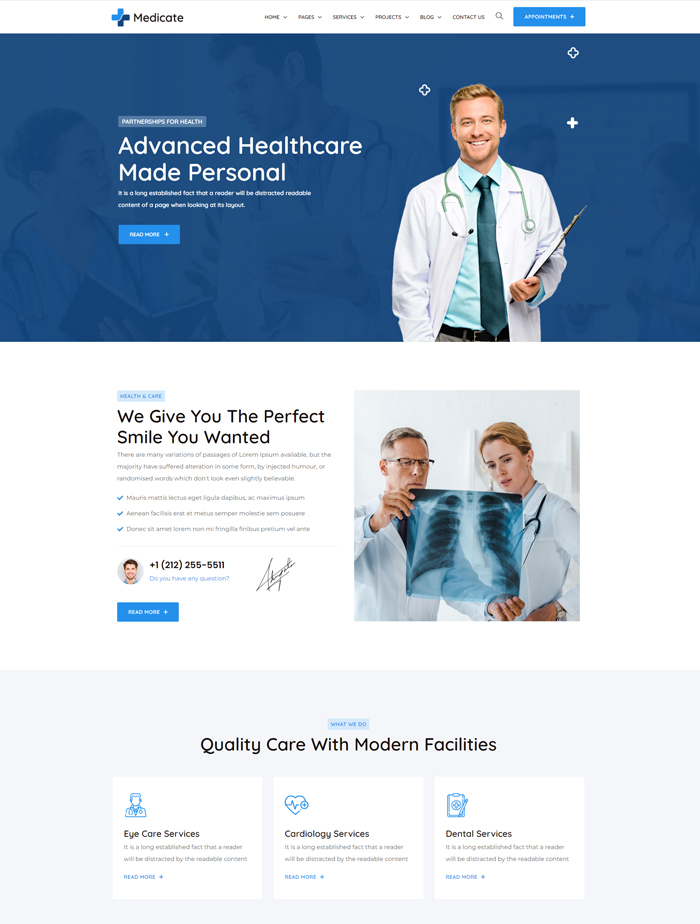 Medicate
HOME PAGES SERVICES PROJECTS BLOG CONTACT US
APPOINTMENTS +
PARTNERSHIPS FOR HEALTH
Advanced Healthcare
Made Personal
It is a long established fact that a reader will be distracted readable
content of a page when looking at its layout.
READ MORE +
HEALTH & CARE
We Give You The Perfect
Smile You Wanted
There are many variations of passages of Lorem Ipsum available, but the
majority have suffered alteration in some form, by injected humour, or
randomised words which don't look even slightly believable.
Mauris mattis lectus eget ligula dapibus, ac maximus ipsum
Aenean facilisis erat et metus semper molestie sem posuere
Donec sit amet lorem non mi fringilla finibus pretium vel ante
+1 (212) 255-5511
Do you have any question?
READ MORE +
WHAT WE DO
Quality Care With Modern Facilities
Eye Care Services
It is a long established fact that a reader
will be distracted by the readable content
READ MORE
Cardiology Services
It is a long established fact that a reader
will be distracted by the readable content
READ MORE
Dental Services
It is a long established fact that a reader
will be distracted by the readable content
READ MORE